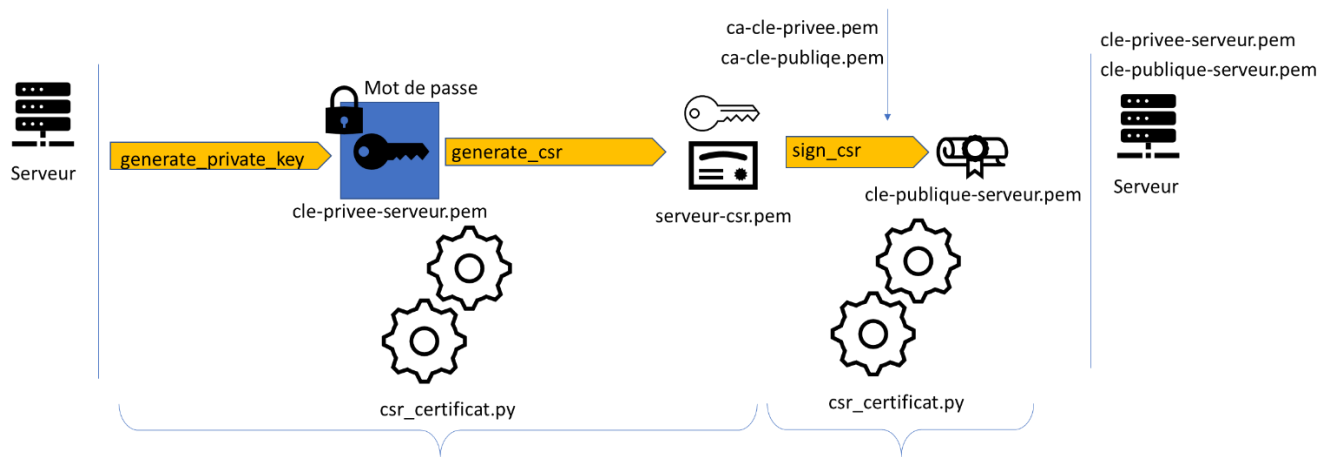 ca-cle-privee.pem
ca-cle-publiqe.pem
cle-privee-serveur.pem
cle-publique-serveur.pem
Mot de passe
Serveur
generate_private_key
generate_csr
sign_csr
cle-privee-serveur.pem
serveur-csr.pem
cle-publique-serveur.pem
Serveur
csr_certificat.py
csr_certificat.py